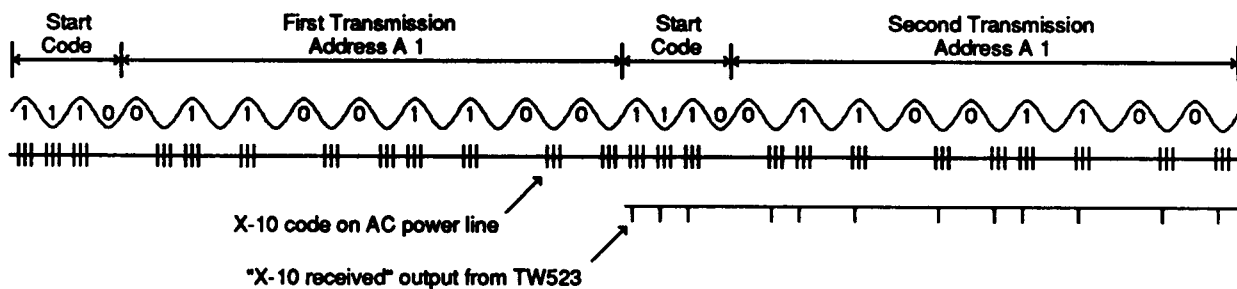 Start Code
First Transmission
Address A 1
Start Code
Second Transmission
Address A 1
1 1 1 0 0 1 1 0 0 1 1 0 0 1 1 1 0 0 1 1 0 0 1 1 0 0
X-10 code on AC power line
"X-10 received" output from TW523